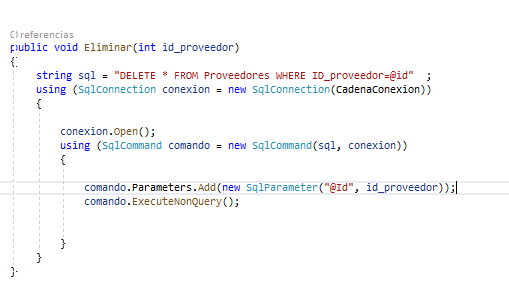 0 referencias
public void Eliminar(int id_proveedor)
{
string sql = "DELETE * FROM Proveedores WHERE ID_proveedor=@id"  ;
using (SqlConnection conexion = new SqlConnection(CadenaConexion))
{
conexion.Open();
using (SqlCommand comando = new SqlCommand(sql, conexion))
{
comando.Parameters.Add(new SqlParameter("@Id", id_proveedor));
comando.ExecuteNonQuery();
}
}
}